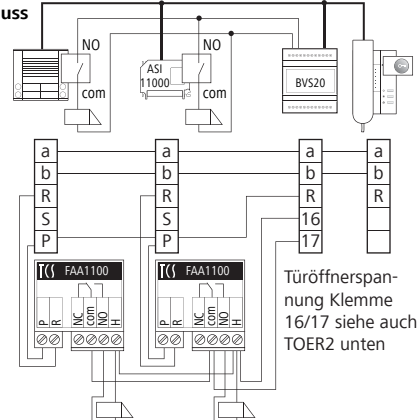 uss
NO
NO
ASI
11000
BVS20
com
com
a
a
a
a
b
b
b
b
R
R
R
R
S
S
16
P
P
17
TCS FAA1100
TCS FAA1100
P
R
NC
com
NO
H
P
R
NC
com
NO
H
Türöffnerspan-
nung Klemme
16/17 siehe auch
TOER2 unten